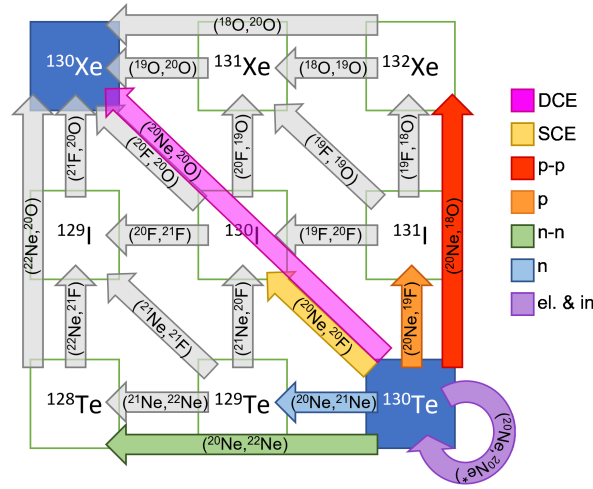 (¹⁸O,²⁰O)
¹³⁰Xe
(¹⁹O,²⁰O)
¹³¹Xe
(¹⁸O,¹⁹O)
¹³²Xe
DCE
SCE
p-p
p
n-n
n
el. & in
(²¹F,²⁰O)
(²⁰F,²⁰O)
(²⁰Ne,²⁰O)
(²⁰F,¹⁹O)
(¹⁹F,¹⁹O)
(¹⁹F,¹⁸O)
(²²Ne,²⁰O)
(²⁰Ne,¹⁸O)
¹²⁹I
(²⁰F,²¹F)
¹³⁰I
(¹⁹F,²⁰F)
¹³¹I
(²²Ne,²¹F)
(²¹Ne,²¹F)
(²¹Ne,²⁰F)
(²⁰Ne,²⁰F)
(²⁰Ne,¹⁹F)
¹²⁸Te
(²¹Ne,²²Ne)
¹²⁹Te
(²⁰Ne,²¹Ne)
¹³⁰Te
(²⁰Ne,²²Ne)
(²⁰Ne,²⁰Ne*)